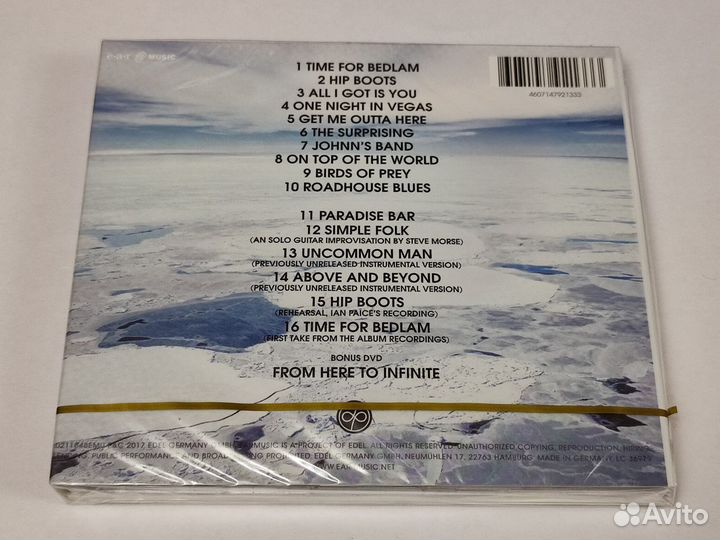 e·a·r MUSIC
1 TIME FOR BEDLAM
2 HIP BOOTS
3 ALL I GOT IS YOU
4 ONE NIGHT IN VEGAS
5 GET ME OUTTA HERE
6 THE SURPRISING
7 JOHNN'S BAND
8 ON TOP OF THE WORLD
9 BIRDS OF PREY
10 ROADHOUSE BLUES
4607147921333
11 PARADISE BAR
12 SIMPLE FOLK
(AN SOLO GUITAR IMPROVISATION BY STEVE MORSE)
13 UNCOMMON MAN
(PREVIOUSLY UNRELEASED INSTRUMENTAL VERSION)
14 ABOVE AND BEYOND
(PREVIOUSLY UNRELEASED INSTRUMENTAL VERSION)
15 HIP BOOTS
(REHEARSAL, IAN PAICE'S RECORDING)
16 TIME FOR BEDLAM
(FIRST TAKE FROM THE ALBUM RECORDINGS)
BONUS DVD
FROM HERE TO INFINITE
2017 EDEL GERMANY IS A PROJECT OF EDEL. ALL RIGHTS RESERVED. UNAUTHORIZED COPYING, REPRODUCTION, HIRING,
LENDING, PUBLIC PERFORMANCE AND PROHIBITED. EDEL GERMANY GMBH, NEUMÜHLEN 17, 22763 HAMBURG. MADE IN GERMANY. LC
WWW.EAR-MUSIC.NET
Avito